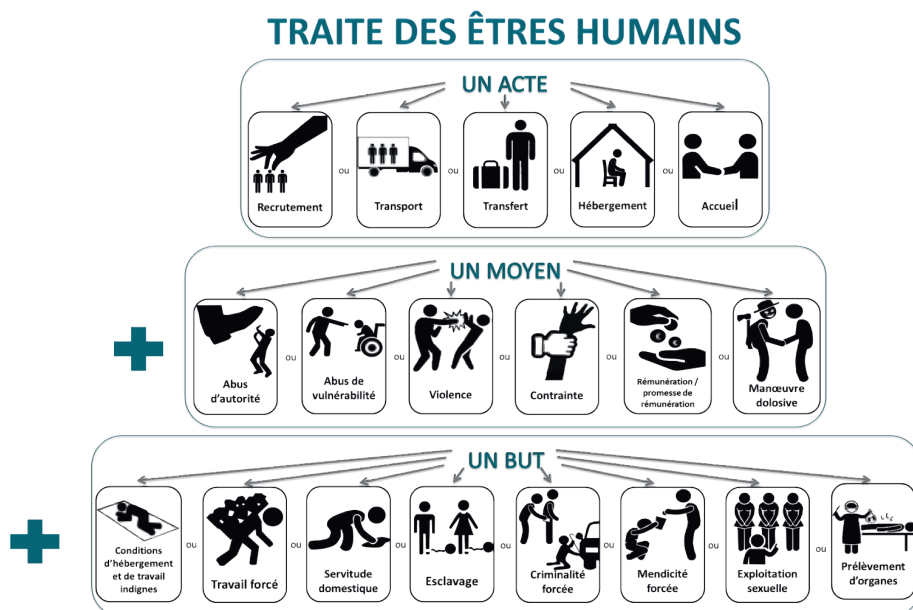 TRAITE DES ÊTRES HUMAINS
UN ACTE
Recrutement
ou
Transport
ou
Transfert
ou
Hébergement
ou
Accueil
UN MOYEN
Abus
d'autorité
ou
Abus de
vulnérabilité
ou
Violence
ou
Contrainte
ou
Rémunération /
promesse de
rémunération
ou
Manœuvre
dolosive
UN BUT
Conditions
d'hébergement
et de travail
indignes
ou
Travail forcé
ou
Servitude
domestique
ou
Esclavage
ou
Criminalité
forcée
ou
Mendicité
forcée
ou
Exploitation
sexuelle
ou
Prélèvement
d'organes